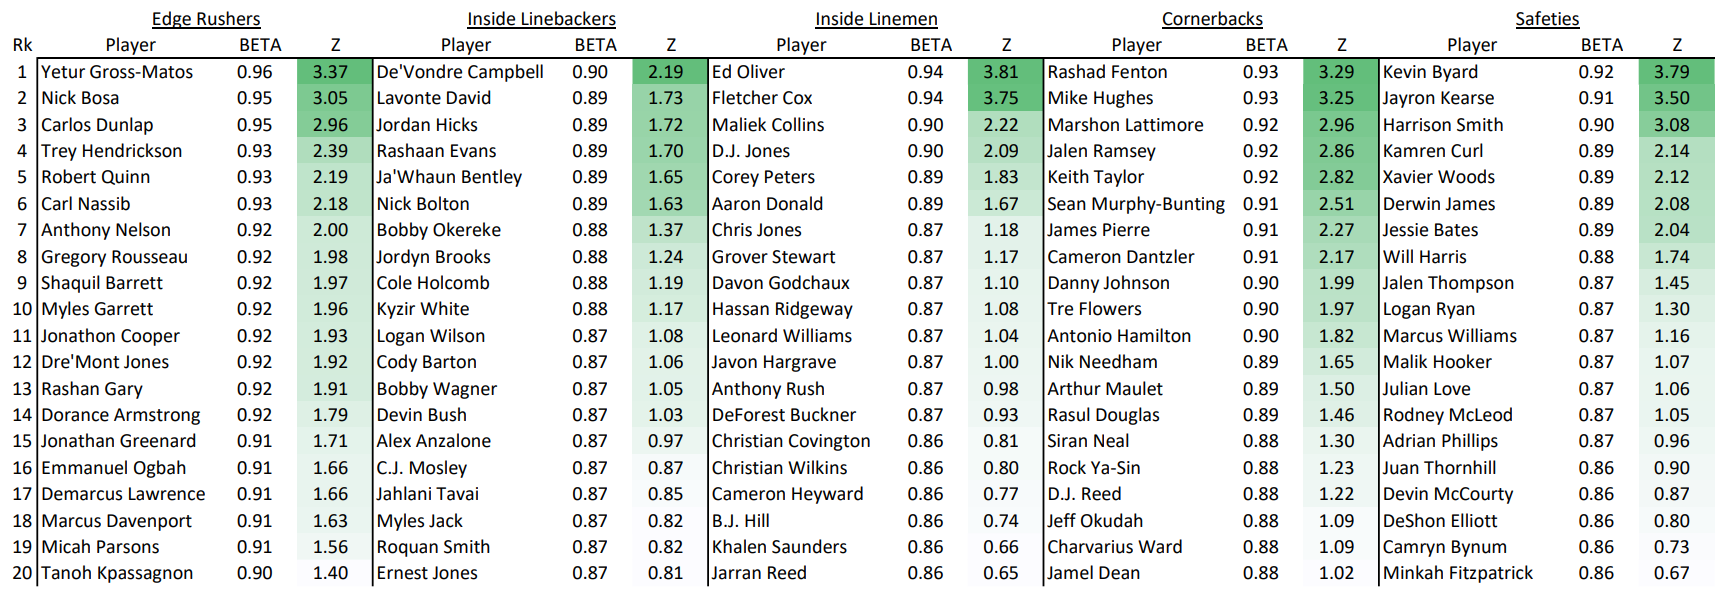 Edge Rushers Inside Linebackers Inside Linemen Cornerbacks Safeties
Rk Player BETA Z Player BETA Z Player BETA Z Player BETA Z Player BETA Z
1 Yetur Gross-Matos 0.96 3.37 De'Vondre Campbell 0.90 2.19 Ed Oliver 0.94 3.81 Rashad Fenton 0.93 3.29 Kevin Byard 0.92 3.79
2 Nick Bosa 0.95 3.05 Lavonte David 0.89 1.73 Fletcher Cox 0.94 3.75 Mike Hughes 0.93 3.25 Jayron Kearse 0.91 3.50
3 Carlos Dunlap 0.95 2.96 Jordan Hicks 0.89 1.72 Maliek Collins 0.90 2.22 Marshon Lattimore 0.92 2.96 Harrison Smith 0.90 3.08
4 Trey Hendrickson 0.93 2.39 Rashaan Evans 0.89 1.70 D.J. Jones 0.90 2.09 Jalen Ramsey 0.92 2.86 Kamren Curl 0.89 2.14
5 Robert Quinn 0.93 2.19 Ja'Whaun Bentley 0.89 1.65 Corey Peters 0.89 1.83 Keith Taylor 0.92 2.82 Xavier Woods 0.89 2.12
6 Carl Nassib 0.93 2.18 Nick Bolton 0.89 1.63 Aaron Donald 0.89 1.67 Sean Murphy-Bunting 0.91 2.51 Derwin James 0.89 2.08
7 Anthony Nelson 0.92 2.00 Bobby Okereke 0.88 1.37 Chris Jones 0.87 1.18 James Pierre 0.91 2.27 Jessie Bates 0.89 2.04
8 Gregory Rousseau 0.92 1.98 Jordyn Brooks 0.88 1.24 Grover Stewart 0.87 1.17 Cameron Dantzler 0.91 2.17 Will Harris 0.88 1.74
9 Shaquil Barrett 0.92 1.97 Cole Holcomb 0.88 1.19 Davon Godchaux 0.87 1.10 Danny Johnson 0.90 1.99 Jalen Thompson 0.87 1.45
10 Myles Garrett 0.92 1.96 Kyzir White 0.88 1.17 Hassan Ridgeway 0.87 1.08 Tre Flowers 0.90 1.97 Logan Ryan 0.87 1.30
11 Jonathon Cooper 0.92 1.93 Logan Wilson 0.87 1.08 Leonard Williams 0.87 1.04 Antonio Hamilton 0.90 1.82 Marcus Williams 0.87 1.16
12 Dre'Mont Jones 0.92 1.92 Cody Barton 0.87 1.06 Javon Hargrave 0.87 1.00 Nik Needham 0.89 1.65 Malik Hooker 0.87 1.07
13 Rashan Gary 0.92 1.91 Bobby Wagner 0.87 1.05 Anthony Rush 0.87 0.98 Arthur Maulet 0.89 1.50 Julian Love 0.87 1.06
14 Dorance Armstrong 0.92 1.79 Devin Bush 0.87 1.03 DeForest Buckner 0.87 0.93 Rasul Douglas 0.89 1.46 Rodney McLeod 0.87 1.05
15 Jonathan Greenard 0.91 1.71 Alex Anzalone 0.87 0.97 Christian Covington 0.86 0.81 Siran Neal 0.88 1.30 Adrian Phillips 0.87 0.96
16 Emmanuel Ogbah 0.91 1.66 C.J. Mosley 0.87 0.87 Christian Wilkins 0.86 0.80 Rock Ya-Sin 0.88 1.23 Juan Thornhill 0.86 0.90
17 Demarcus Lawrence 0.91 1.66 Jahlani Tavai 0.87 0.85 Cameron Heyward 0.86 0.77 D.J. Reed 0.88 1.22 Devin McCourty 0.86 0.87
18 Marcus Davenport 0.91 1.63 Myles Jack 0.87 0.82 B.J. Hill 0.86 0.74 Jeff Okudah 0.88 1.09 DeShon Elliott 0.86 0.80
19 Micah Parsons 0.91 1.56 Roquan Smith 0.87 0.82 Khalen Saunders 0.86 0.66 Charvarius Ward 0.88 1.09 Camryn Bynum 0.86 0.73
20 Tanoh Kpassagnon 0.90 1.40 Ernest Jones 0.87 0.81 Jarran Reed 0.86 0.65 Jamel Dean 0.88 1.02 Minkah Fitzpatrick 0.86 0.67